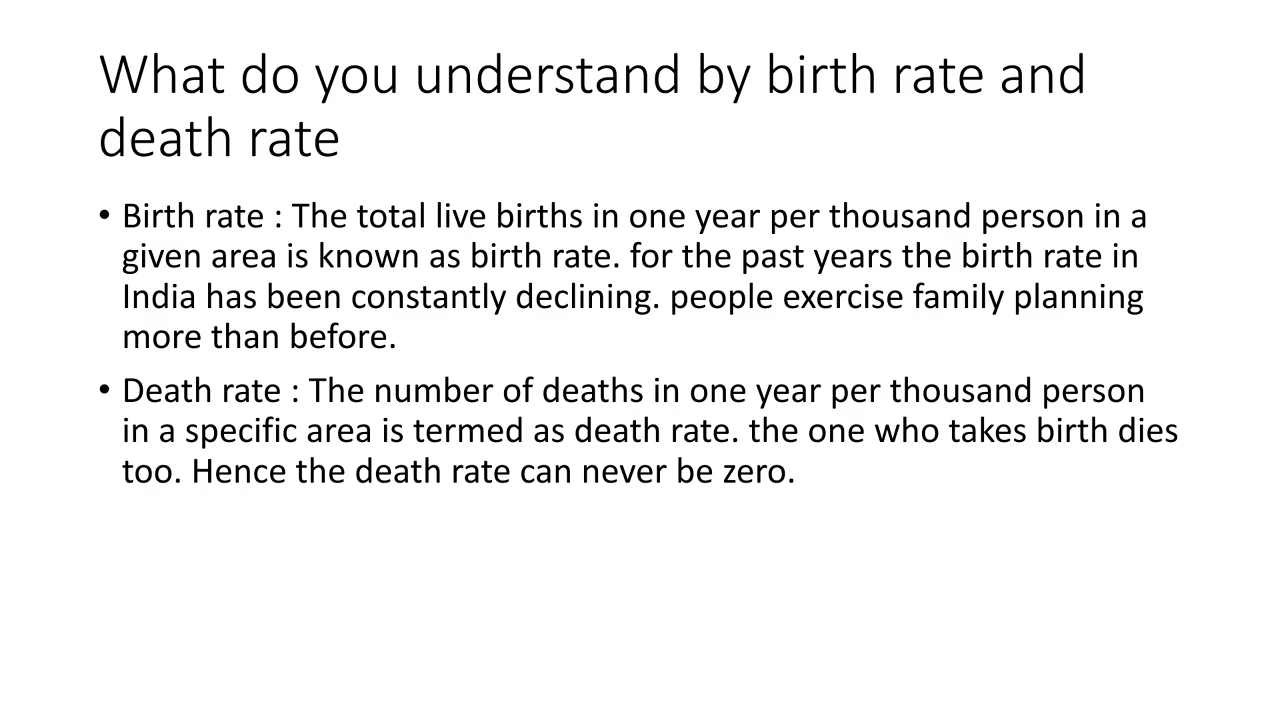 What do you understand by birth rate and
death rate
• Birth rate : The total live births in one year per thousand person in a
given area is known as birth rate. for the past years the birth rate in
India has been constantly declining. people exercise family planning
more than before.
• Death rate : The number of deaths in one year per thousand person
in a specific area is termed as death rate. the one who takes birth dies
too. Hence the death rate can never be zero.